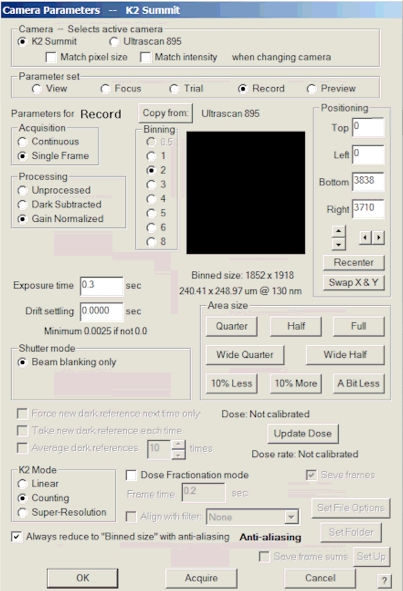 Camera Parameters -- K2 Summit
Camera -- Selects active camera
K2 Summit Ultrascan 895
Match pixel size Match intensity when changing camera
Parameter set
View Focus Trial Record Preview
Parameters for Record Copy from: Ultrascan 895
Acquisition
Continuous
Single Frame
Processing
Unprocessed
Dark Subtracted
Gain Normalized
Binning
0.5
1
2
3
4
5
6
8
Positioning
Top 0
Left 0
Bottom 3838
Right 3710
Recenter
Swap X & Y
Binned size: 1852 x 1918
240.41 x 248.97 um @ 130 nm
Exposure time 0.3 sec
Drift settling 0.0000 sec
Minimum 0.0025 if not 0.0
Area size
Quarter Half Full
Wide Quarter Wide Half
10% Less 10% More A Bit Less
Shutter mode
Beam blanking only
Force new dark reference next time only
Take new dark reference each time
Average dark references 10 times
Dose: Not calibrated
Update Dose
Dose rate: Not calibrated
K2 Mode
Linear
Counting
Super-Resolution
Dose Fractionation mode Save frames
Frame time 0.2 sec
Align with filter: None
Set File Options
Set Folder
Always reduce to "Binned size" with anti-aliasing Anti-aliasing
Save frame sums Set Up
OK Acquire Cancel ?